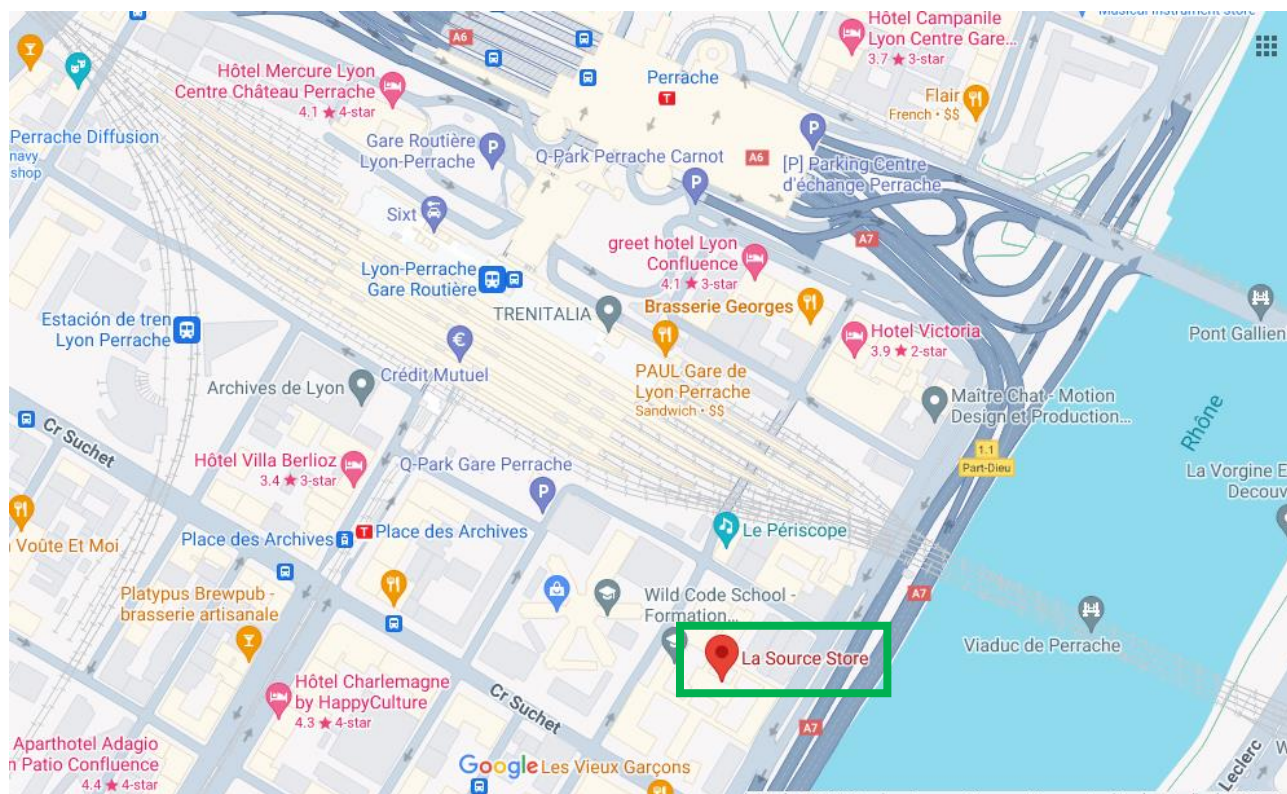 Musical instrument store
Hôtel Campanile
Lyon Centre Gare...
3.7 ★ 3-star
A6
Hôtel Mercure Lyon
Centre Château Perrache
4.1 ★ 4-star
Perrache
T
Flair
French • $$
Perrache Diffusion
navy
shop
Gare Routière
Lyon-Perrache
P
Q-Park Perrache Carnot
P
A6
P
[P] Parking Centre
d'échange Perrache
Sixt
A7
greet hotel Lyon
Confluence
4.1 ★ 3-star
Lyon-Perrache
Gare Routière
TRENITALIA
Brasserie Georges
Pont Gallien
Estación de tren
Lyon Perrache
Hotel Victoria
3.9 ★ 2-star
€
Crédit Mutuel
PAUL Gare de
Lyon Perrache
Sandwich • $$
Archives de Lyon
Maître Chat - Motion
Design et Production...
Rhône
Cr Suchet
1.1
Part-Dieu
Hôtel Villa Berlioz
3.4 ★ 3-star
Q-Park Gare Perrache
P
La Vorgine E
Decouv
Voûte Et Moi
Place des Archives
T
Place des Archives
Le Périscope
Platypus Brewpub -
brasserie artisanale
Wild Code School -
Formation...
A7
Viaduc de Perrache
La Source Store
Hôtel Charlemagne
by HappyCulture
4.3 ★ 4-star
Cr Suchet
A7
Aparthotel Adagio
n Patio Confluence
4.4 ★ 4-star
Google
Les Vieux Garçons
Leclerc
W